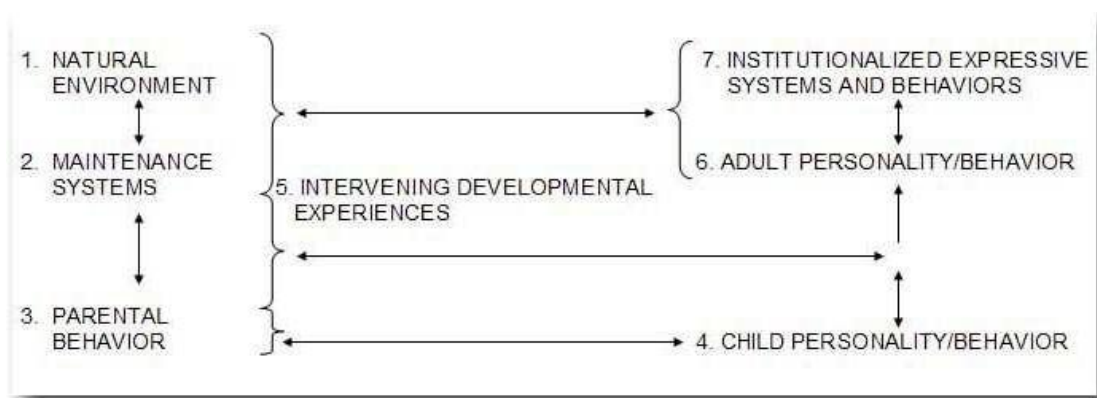 1. NATURAL
ENVIRONMENT
2. MAINTENANCE
SYSTEMS
3. PARENTAL
BEHAVIOR
5. INTERVENING DEVELOPMENTAL
EXPERIENCES
7. INSTITUTIONALIZED EXPRESSIVE
SYSTEMS AND BEHAVIORS
6. ADULT PERSONALITY/BEHAVIOR
4. CHILD PERSONALITY/BEHAVIOR